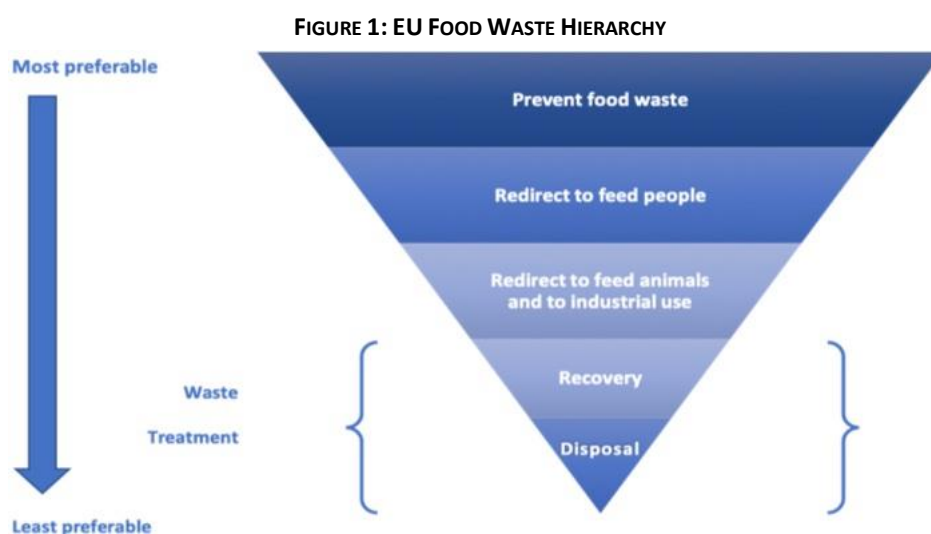 FIGURE 1: EU FOOD WASTE HIERARCHY
Most preferable
Prevent food waste
Redirect to feed people
Redirect to feed animals
and to industrial use
Recovery
Waste
Treatment
Disposal
Least preferable